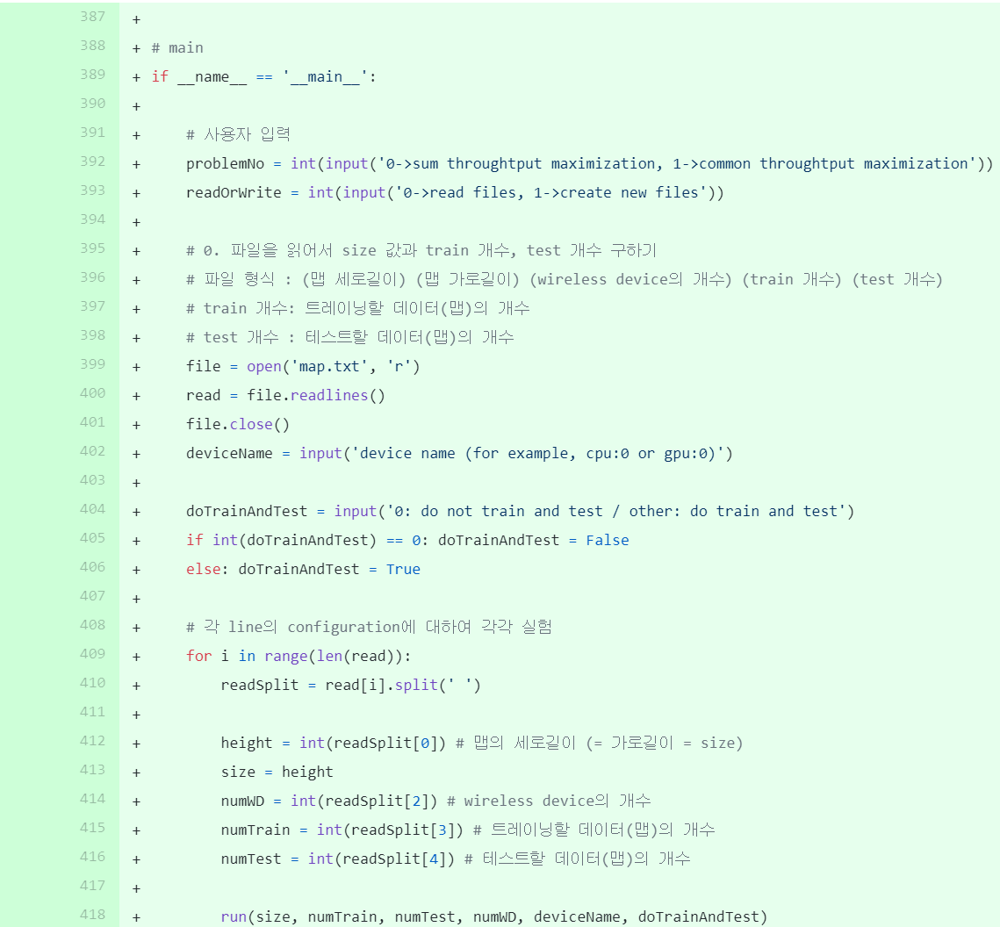 387 +
388 + # main
389 + if __name__ == '__main__':
390 +
391 +     # 사용자 입력
392 +     problemNo = int(input('0->sum throughtput maximization, 1->common throughtput maximization'))
393 +     readOrWrite = int(input('0->read files, 1->create new files'))
394 +
395 +     # 0. 파일을 읽어서 size 값과 train 개수, test 개수 구하기
396 +     # 파일 형식 : (맵 세로길이) (맵 가로길이) (wireless device의 개수) (train 개수) (test 개수)
397 +     # train 개수: 트레이닝할 데이터(맵)의 개수
398 +     # test 개수 : 테스트할 데이터(맵)의 개수
399 +     file = open('map.txt', 'r')
400 +     read = file.readlines()
401 +     file.close()
402 +     deviceName = input('device name (for example, cpu:0 or gpu:0)')
403 +
404 +     doTrainAndTest = input('0: do not train and test / other: do train and test')
405 +     if int(doTrainAndTest) == 0: doTrainAndTest = False
406 +     else: doTrainAndTest = True
407 +
408 +     # 각 line의 configuration에 대하여 각각 실험
409 +     for i in range(len(read)):
410 +         readSplit = read[i].split(' ')
411 +
412 +         height = int(readSplit[0]) # 맵의 세로길이 (= 가로길이 = size)
413 +         size = height
414 +         numWD = int(readSplit[2]) # wireless device의 개수
415 +         numTrain = int(readSplit[3]) # 트레이닝할 데이터(맵)의 개수
416 +         numTest = int(readSplit[4]) # 테스트할 데이터(맵)의 개수
417 +
418 +         run(size, numTrain, numTest, numWD, deviceName, doTrainAndTest)